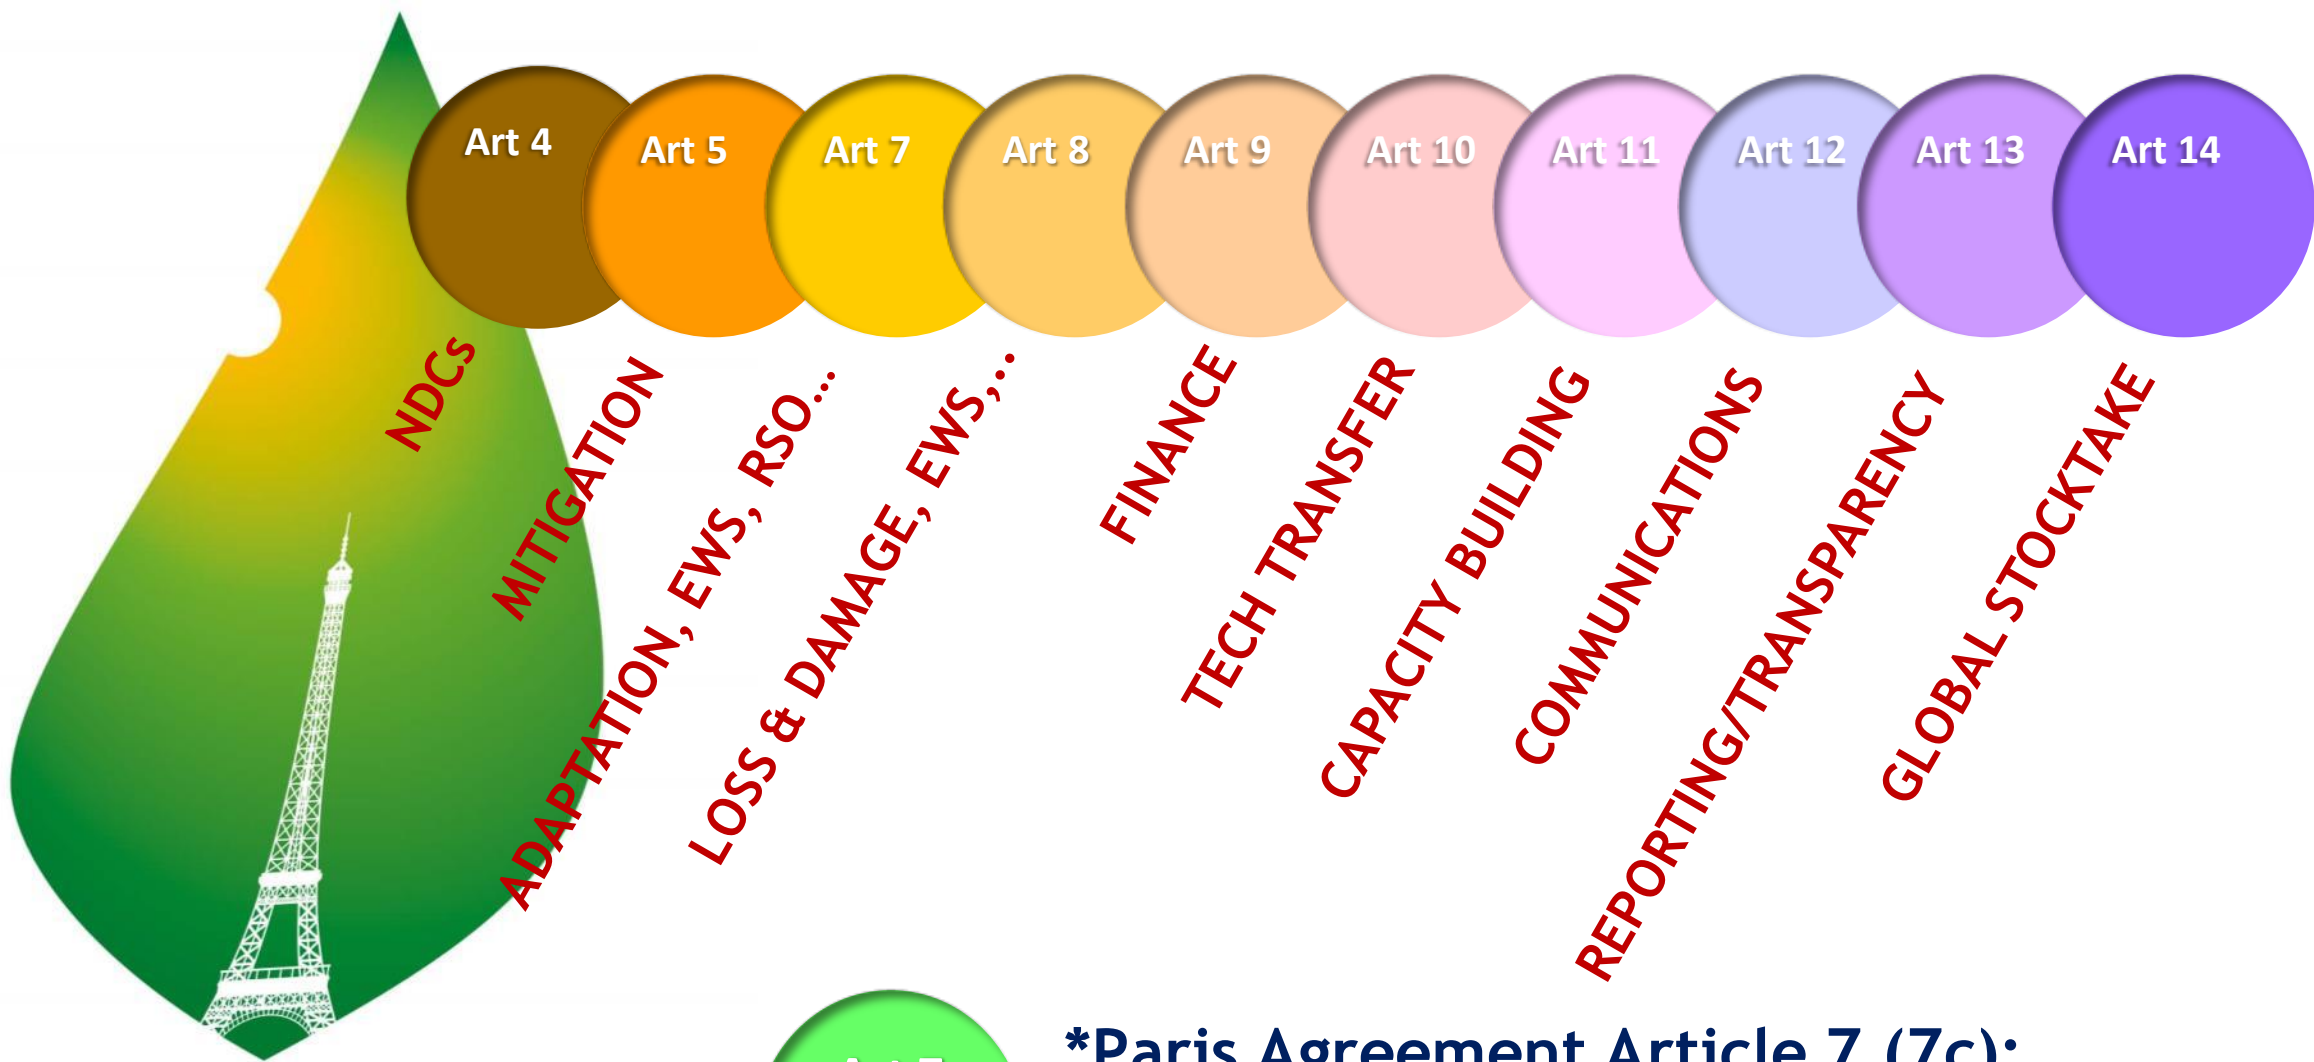 Art 4
Art 5
Art 7
Art 8
Art 9
Art 10
Art 11
Art 12
Art 13
Art 14
NDCs
MITIGATION
ADAPTATION, EWS, RSO...
LOSS & DAMAGE, EWS,..
FINANCE
TECH TRANSFER
CAPACITY BUILDING
COMMUNICATIONS
REPORTING/TRANSPARENCY
GLOBAL STOCKTAKE
*Paris Agreement Article 7 (7c):